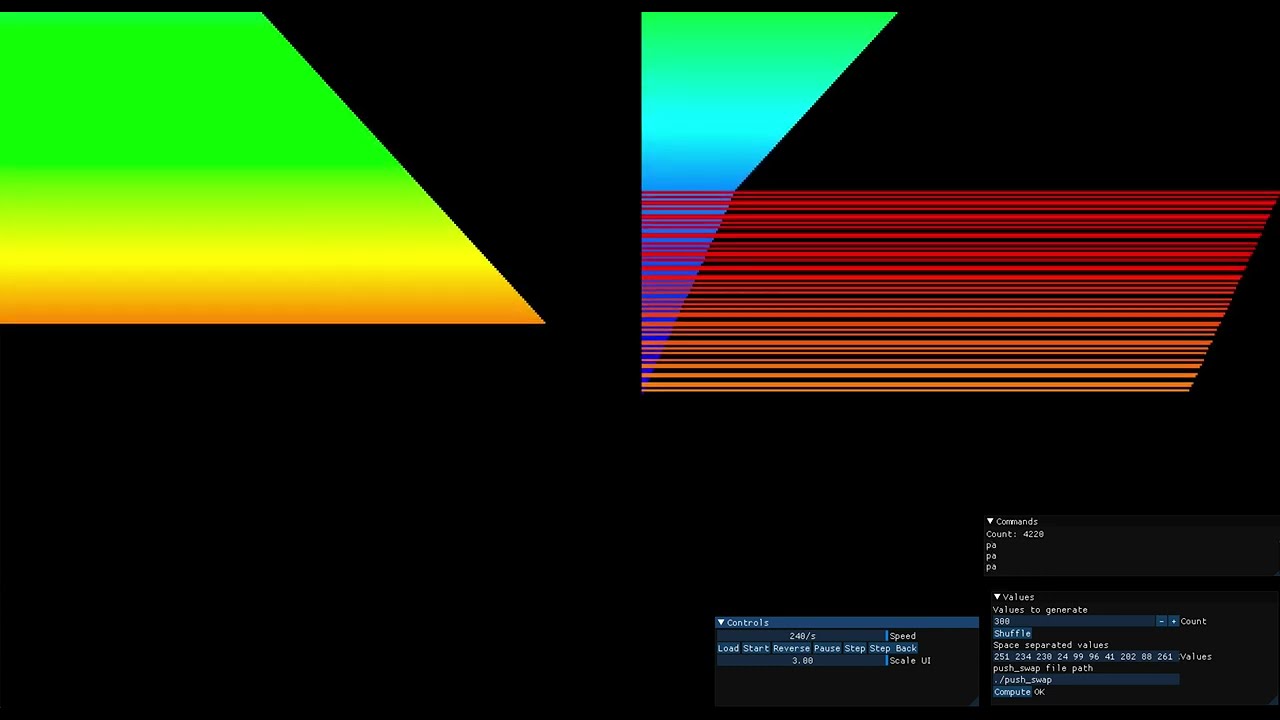 Commands
Count: 4220
pa
pa
pa
Controls
240/s Speed
Load Start Reverse Pause Step Step Back
3.00 Scale UI
Values
Values to generate
300 - + Count
Shuffle
Space separated values
251 234 230 24 99 96 41 202 88 261 Values
push_swap file path
./push_swap
Compute OK